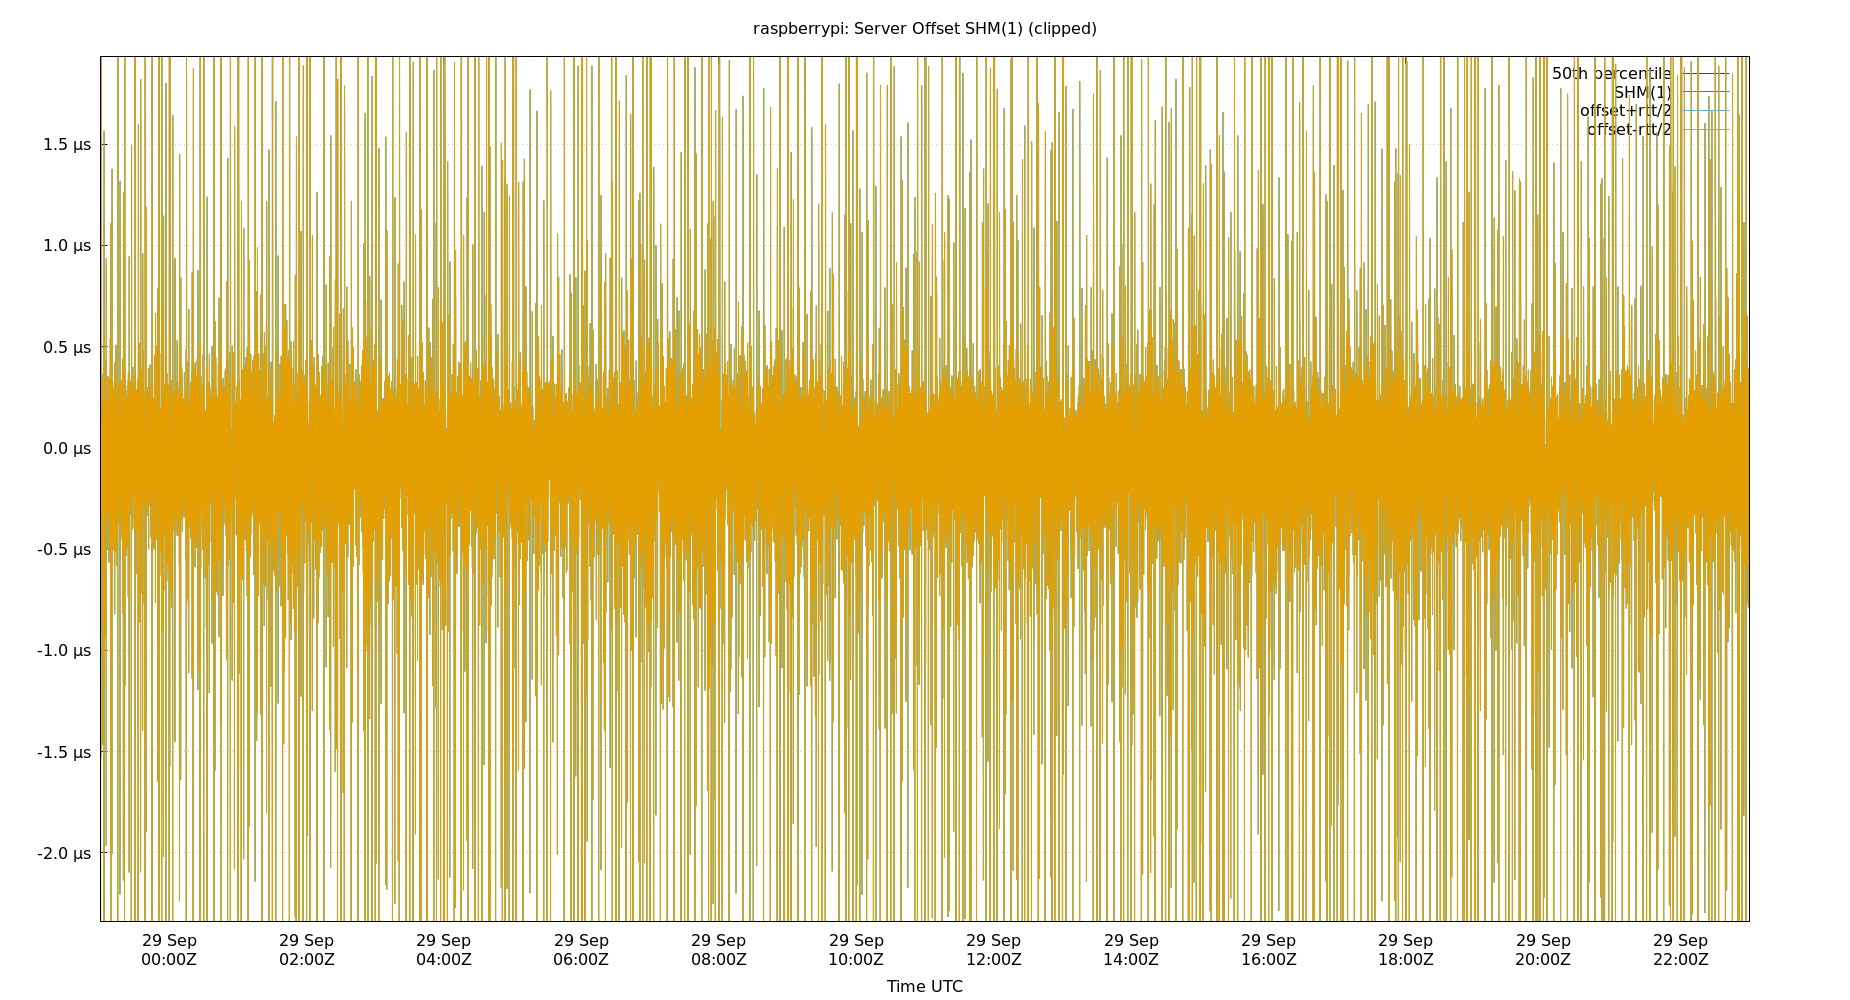 raspberrypi: Server Offset SHM(1) (clipped)
50th percentile
SHM(1)
offset+rtt/2
offset-rtt/2
1.5 µs
1.0 µs
0.5 µs
0.0 µs
-0.5 µs
-1.0 µs
-1.5 µs
-2.0 µs
29 Sep 29 Sep 29 Sep 29 Sep 29 Sep 29 Sep 29 Sep 29 Sep 29 Sep 29 Sep 29 Sep 29 Sep
00:00Z 02:00Z 04:00Z 06:00Z 08:00Z 10:00Z 12:00Z 14:00Z 16:00Z 18:00Z 20:00Z 22:00Z
Time UTC